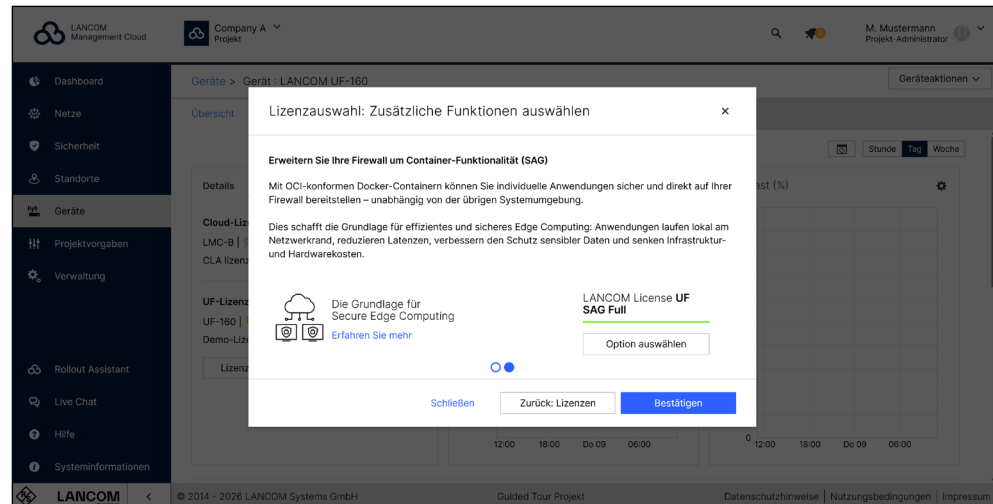 LANCOM
Management Cloud
Company A
Projekt
M. Mustermann
Projekt-Administrator
Dashboard
Netze
Sicherheit
Standorte
Geräte
Projektvorgaben
Verwaltung
Rollout Assistant
Live Chat
Hilfe
Systeminformationen
LANCOM
Geräte > Gerät : LANCOM UF-160
Geräteaktionen
Übersicht
Stunde Tag Woche
Details
Cloud-Liz
LMC-B |
CLA lizenz
UF-Lizenz
UF-160 |
Demo-Lize
Lizenz
ast (%)
Lizenzauswahl: Zusätzliche Funktionen auswählen
Erweitern Sie Ihre Firewall um Container-Funktionalität (SAG)
Mit OCI-konformen Docker-Containern können Sie individuelle Anwendungen sicher und direkt auf Ihrer
Firewall bereitstellen – unabhängig von der übrigen Systemumgebung.
Dies schafft die Grundlage für effizientes und sicheres Edge Computing: Anwendungen laufen lokal am
Netzwerkrand, reduzieren Latenzen, verbessern den Schutz sensibler Daten und senken Infrastruktur-
und Hardwarekosten.
Die Grundlage für
Secure Edge Computing
Erfahren Sie mehr
LANCOM License UF
SAG Full
Option auswählen
Schließen
Zurück: Lizenzen
Bestätigen
12:00 18:00 Do 09 06:00
0
12:00 18:00 Do 09 06:00
© 2014 - 2026 LANCOM Systems GmbH
Guided Tour Projekt
Datenschutzhinweise | Nutzungsbedingungen | Impressum